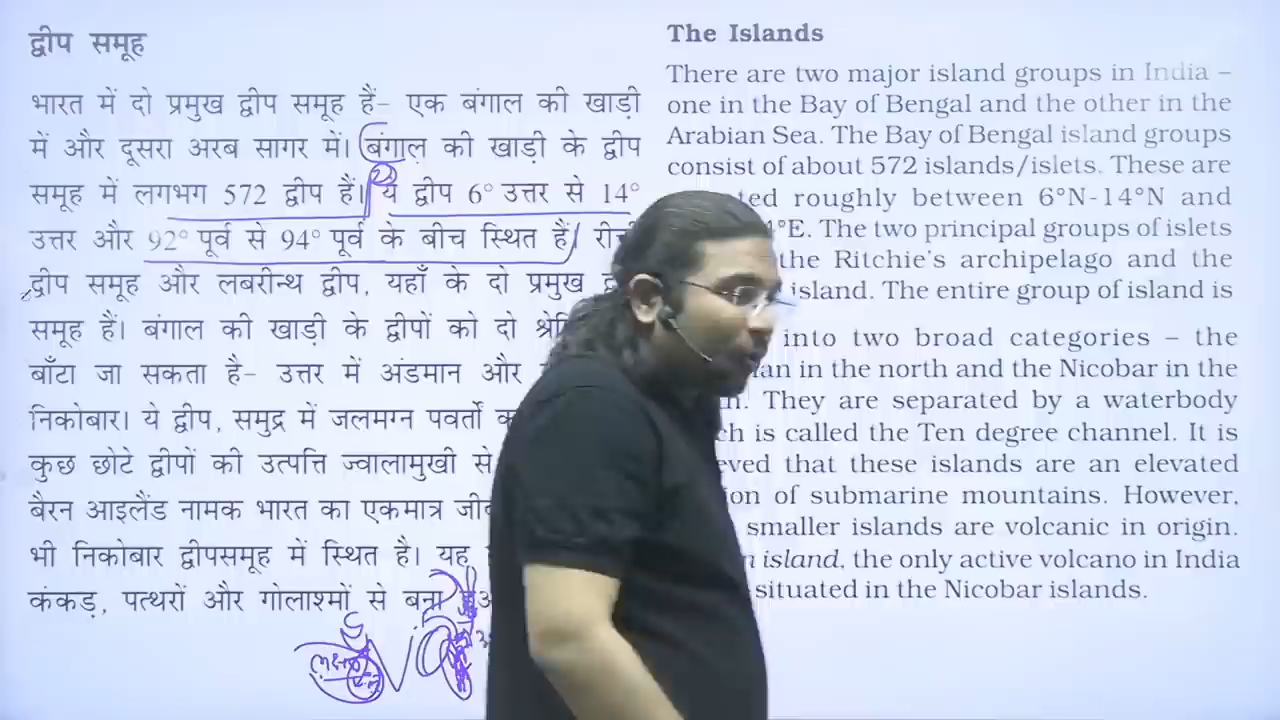 द्वीप समूह
भारत में दो प्रमुख द्वीप समूह हैं– एक बंगाल की खाड़ी
में और दूसरा अरब सागर में। बंगाल की खाड़ी के द्वीप
समूह में लगभग 572 द्वीप हैं। ये द्वीप 6° उत्तर से 14°
उत्तर और 92° पूर्व से 94° पूर्व के बीच स्थित हैं।
द्वीप समूह और लबरीन्थ द्वीप, यहाँ के दो प्रमुख
समूह हैं। बंगाल की खाड़ी के द्वीपों को दो
बाँटा जा सकता है– उत्तर में अंडमान और
निकोबार। ये द्वीप, समुद्र में जलमग्न पवर्तों
कुछ छोटे द्वीपों की उत्पत्ति ज्वालामुखी से
बैरन आइलैंड नामक भारत का एकमात्र
भी निकोबार द्वीपसमूह में स्थित है। यह
कंकड़, पत्थरों और गोलाश्मों से बना
The Islands
There are two major island groups in India –
one in the Bay of Bengal and the other in the
Arabian Sea. The Bay of Bengal island groups
consist of about 572 islands/islets. These are
roughly between 6°N-14°N and
°E. The two principal groups of islets
the Ritchie's archipelago and the
island. The entire group of island is
into two broad categories – the
in the north and the Nicobar in the
They are separated by a waterbody
is called the Ten degree channel. It is
that these islands are an elevated
of submarine mountains. However,
smaller islands are volcanic in origin.
island, the only active volcano in India
situated in the Nicobar islands.